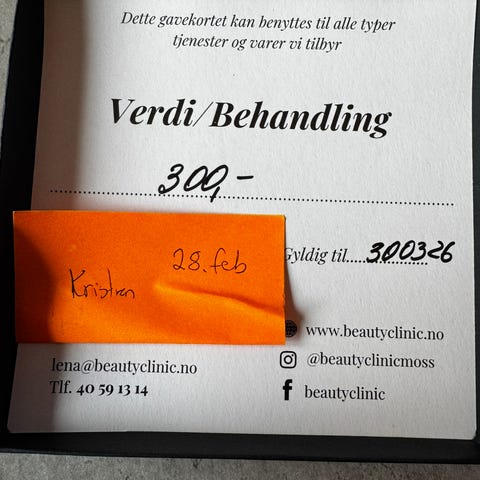 Dette gavekortet kan benyttes til alle typer
tjenester og varer vi tilbyr
Verdi/Behandling
300,-
28. feb
Kristian
Gyldig til.....300326
www.beautyclinic.no
lena@beautyclinic.no
@beautyclinicmoss
Tlf. 40 59 13 14
beautyclinic